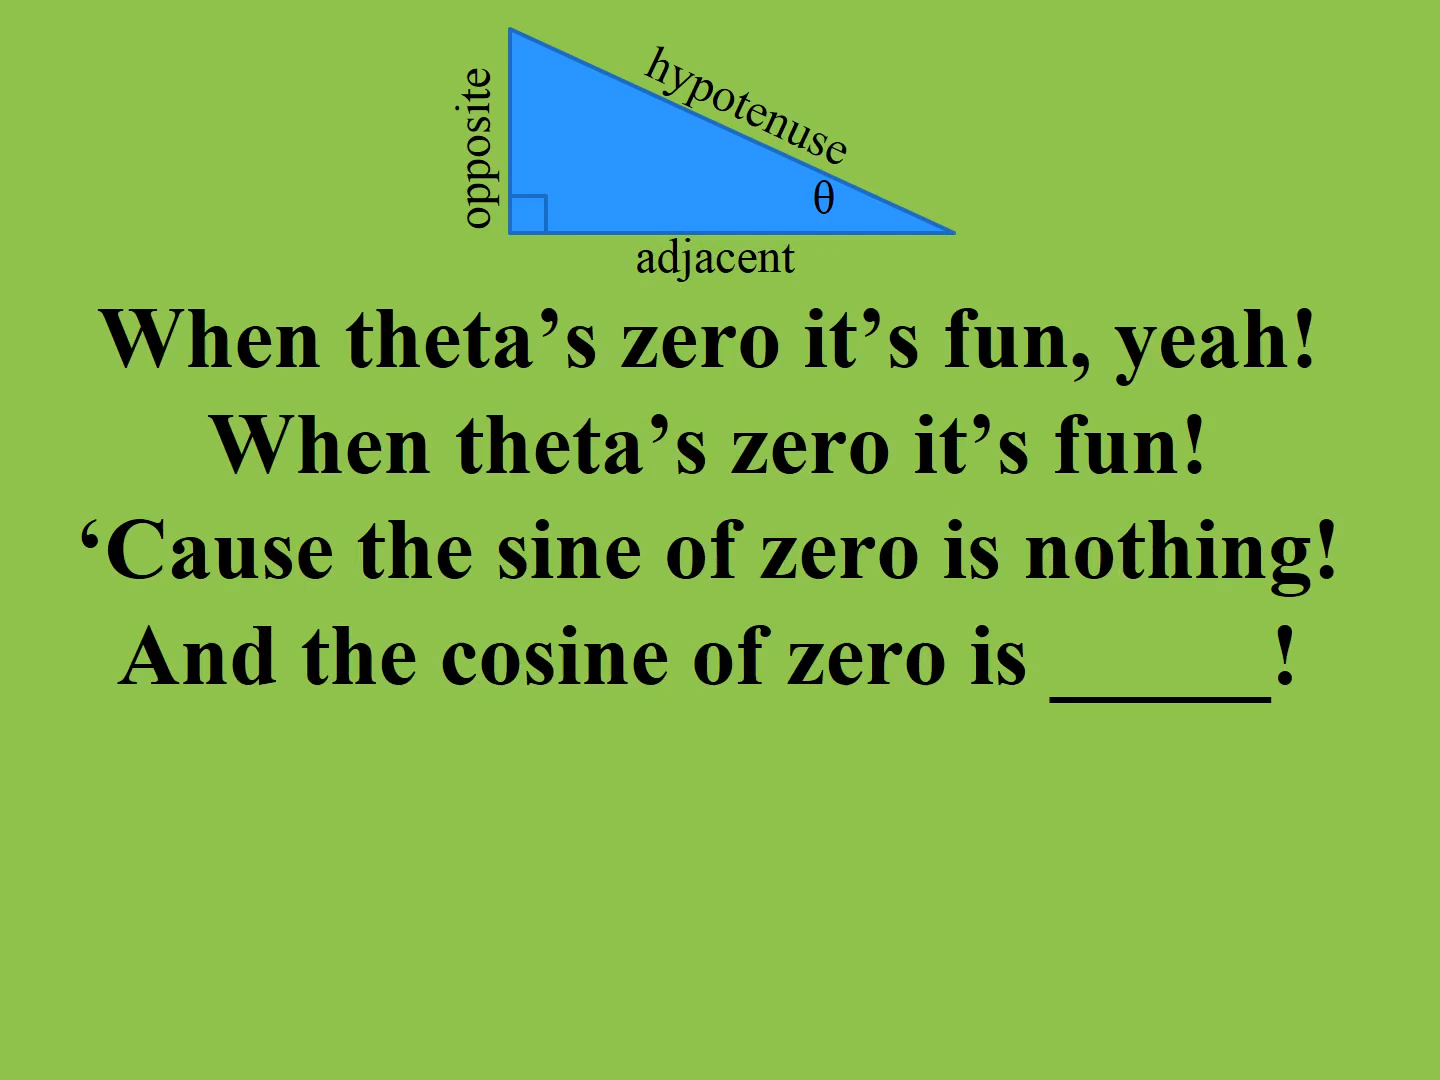 opposite
hypotenuse
θ
adjacent
When theta’s zero it’s fun, yeah!
When theta’s zero it’s fun!
‘Cause the sine of zero is nothing!
And the cosine of zero is _____!